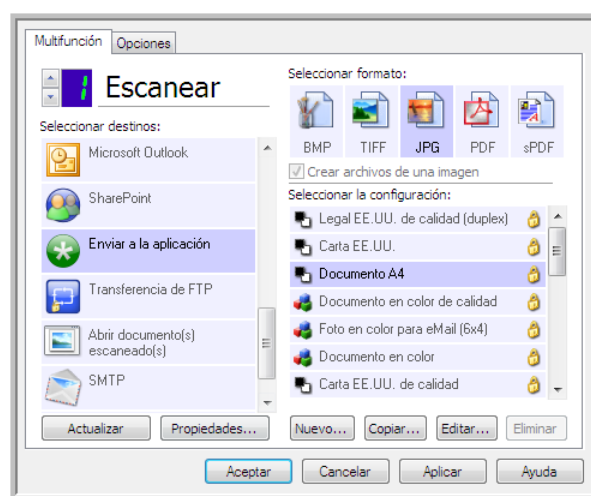 Multifunción
Opciones
1
Escanear
Seleccionar destinos:
Microsoft Outlook
SharePoint
Enviar a la aplicación
Transferencia de FTP
Abrir documento(s)
escaneado(s)
SMTP
Actualizar
Propiedades...
Seleccionar formato:
BMP
TIFF
JPG
PDF
sPDF
Crear archivos de una imagen
Seleccionar la configuración:
Legal EE.UU. de calidad (duplex)
Carta EE.UU.
Documento A4
Documento en color de calidad
Foto en color para eMail (6x4)
Documento en color
Carta EE.UU. de calidad
Nuevo...
Copiar...
Editar...
Eliminar
Aceptar
Cancelar
Aplicar
Ayuda